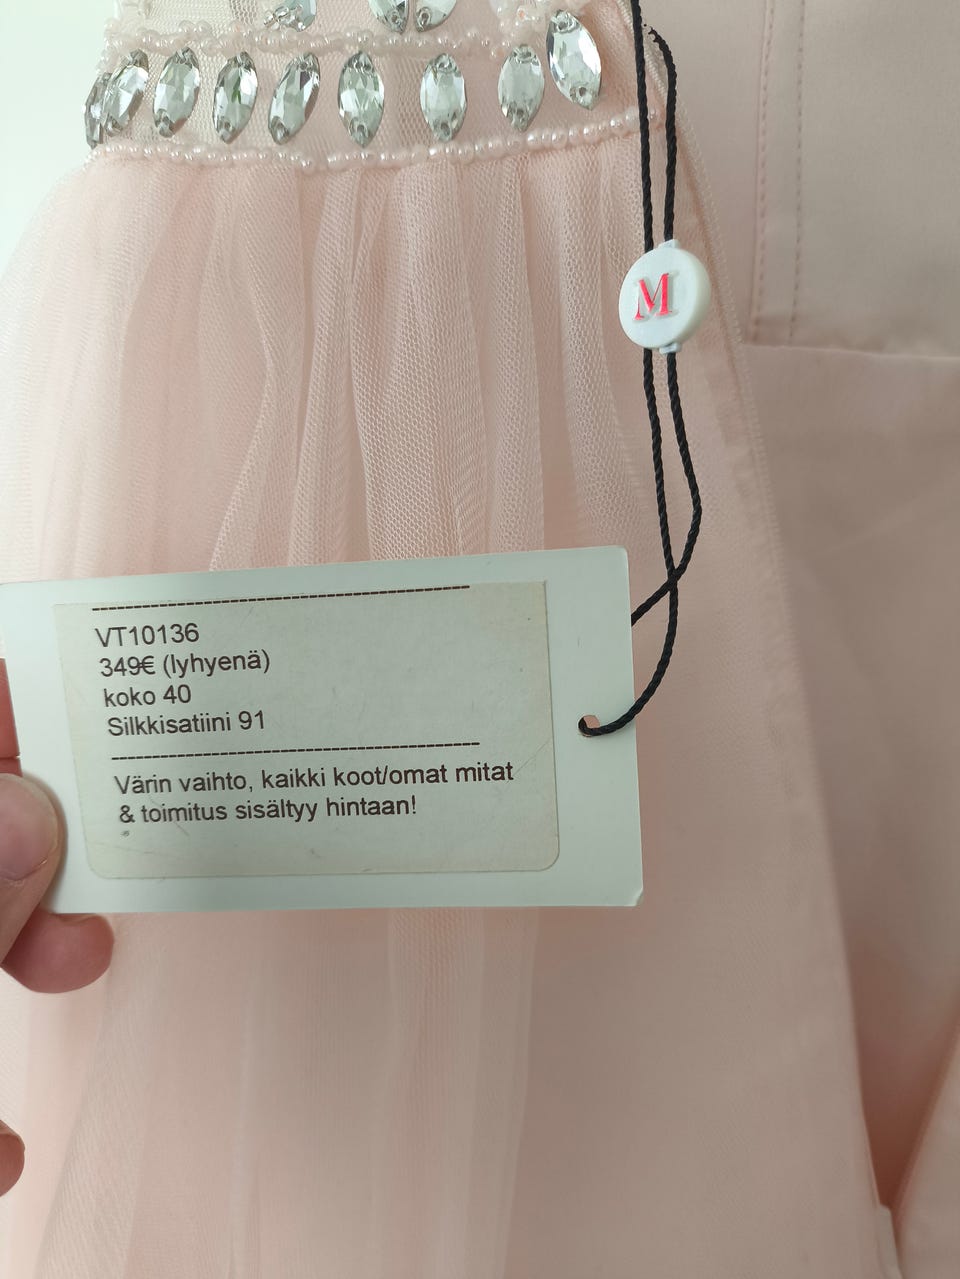 M
VT10136
349€ (lyhyenä)
koko 40
Silkkisatiini 91
Värin vaihto, kaikki koot/omat mitat
& toimitus sisältyy hintaan!